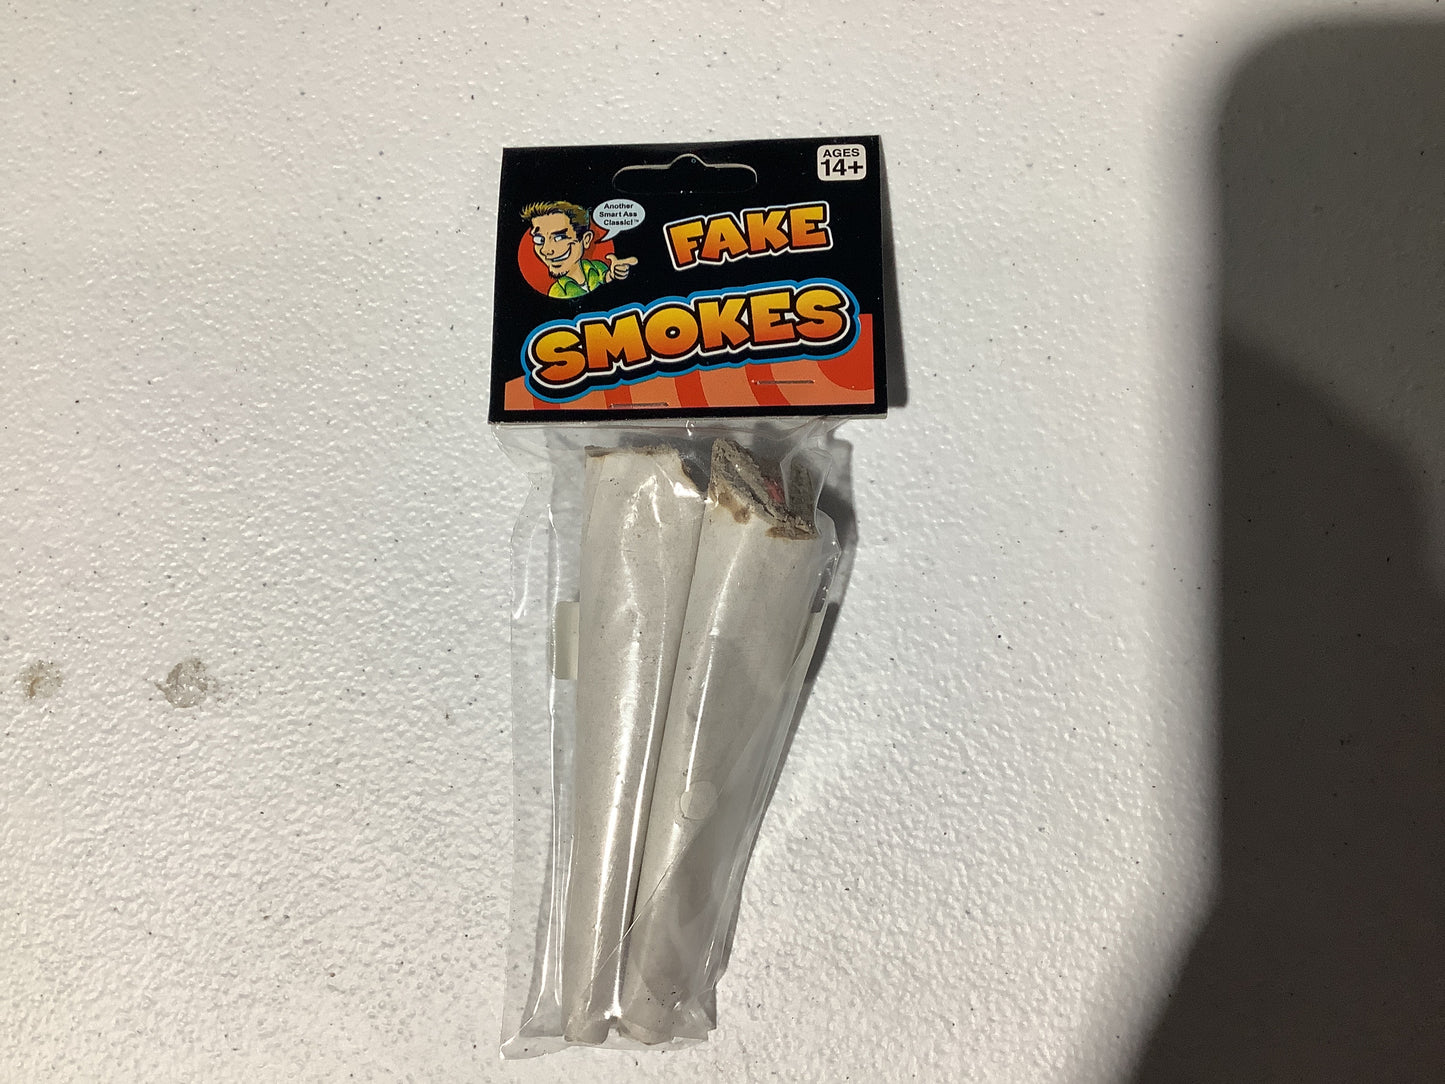 AGES
14+
Another
Smart Ass
Classic!™
FAKE
SMOKES